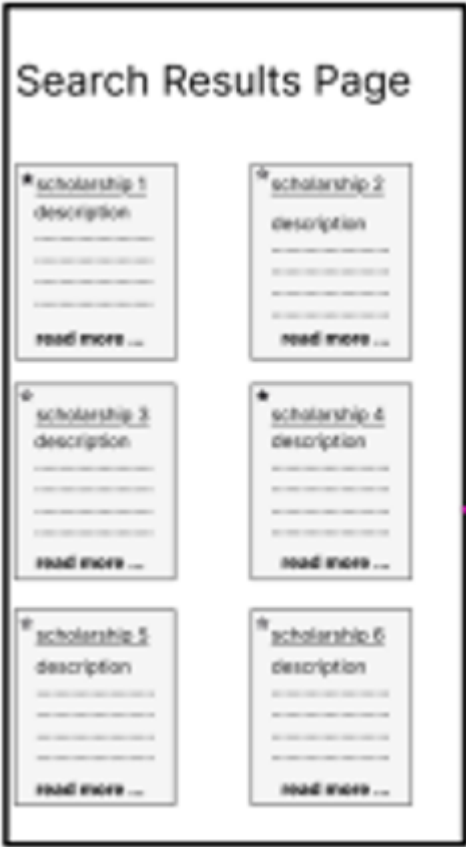 Search Results Page
scholarship 1
description
read more ...
scholarship 2
description
read more ...
scholarship 3
description
read more ...
scholarship 4
description
read more ...
scholarship 5
description
read more ...
scholarship 6
description
read more ...